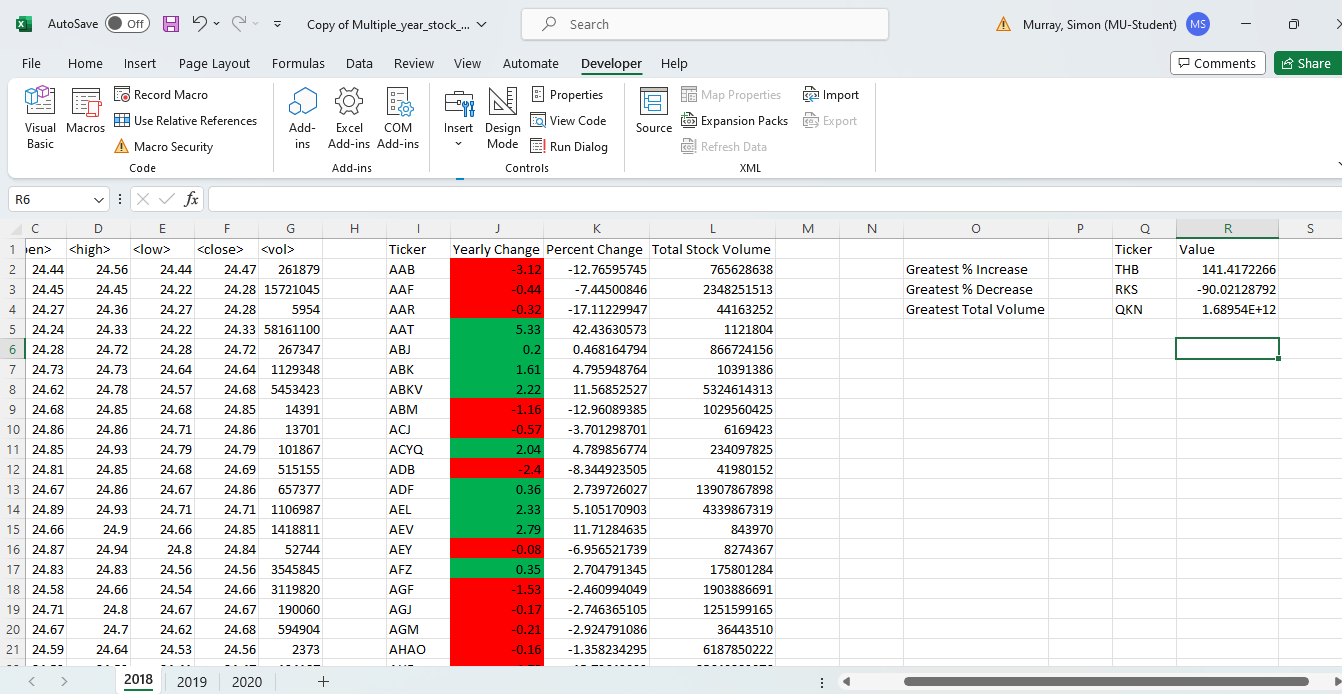 AutoSave Off Copy of Multiple_year_stock_... Search Murray, Simon (MU-Student) MS
File Home Insert Page Layout Formulas Data Review View Automate Developer Help Comments Share
Visual Basic
Macros
Record Macro
Use Relative References
Macro Security
Code
Add-ins
Excel Add-ins
COM Add-ins
Add-ins
Insert
Design Mode
Properties
View Code
Run Dialog
Controls
Source
Map Properties
Expansion Packs
Refresh Data
Import
Export
XML
R6 fx
C D E F G H I J K L M N O P Q R S
1 en> <high> <low> <close> <vol> Ticker Yearly Change Percent Change Total Stock Volume Ticker Value
2 24.44 24.56 24.44 24.47 261879 AAB -3.12 -12.76595745 765628638 Greatest % Increase THB 141.4172266
3 24.45 24.45 24.22 24.28 15721045 AAF -0.44 -7.44500846 2348251513 Greatest % Decrease RKS -90.02128792
4 24.27 24.36 24.27 24.28 5954 AAR -0.32 -17.11229947 44163252 Greatest Total Volume QKN 1.68954E+12
5 24.24 24.33 24.22 24.33 58161100 AAT 5.33 42.43630573 1121804
6 24.28 24.72 24.28 24.72 267347 ABJ 0.2 0.468164794 866724156
7 24.73 24.73 24.64 24.64 1129348 ABK 1.61 4.795948764 10391386
8 24.62 24.78 24.57 24.68 5453423 ABKV 2.22 11.56852527 5324614313
9 24.68 24.85 24.68 24.85 14391 ABM -1.16 -12.96089385 1029560425
10 24.86 24.86 24.71 24.86 13701 ACJ -0.57 -3.701298701 6169423
11 24.85 24.93 24.79 24.79 101867 ACYQ 2.04 4.789856774 234097825
12 24.81 24.85 24.68 24.69 515155 ADB -2.4 -8.344923505 41980152
13 24.67 24.86 24.67 24.86 657377 ADF 0.36 2.739726027 13907867898
14 24.89 24.93 24.71 24.71 1106987 AEL 2.33 5.105170903 4339867319
15 24.66 24.9 24.66 24.85 1418811 AEV 2.79 11.71284635 843970
16 24.87 24.94 24.8 24.84 52744 AEY -0.08 -6.956521739 8274367
17 24.83 24.83 24.56 24.56 3545845 AFZ 0.35 2.704791345 175801284
18 24.58 24.66 24.54 24.66 3119820 AGF -1.53 -2.460994049 1903886691
19 24.71 24.8 24.67 24.67 190060 AGJ -0.17 -2.746365105 1251599165
20 24.67 24.7 24.62 24.68 594904 AGM -0.21 -2.924791086 36443510
21 24.59 24.64 24.53 24.56 2373 AHAO -0.16 -1.358234295 6187850222
2018 2019 2020